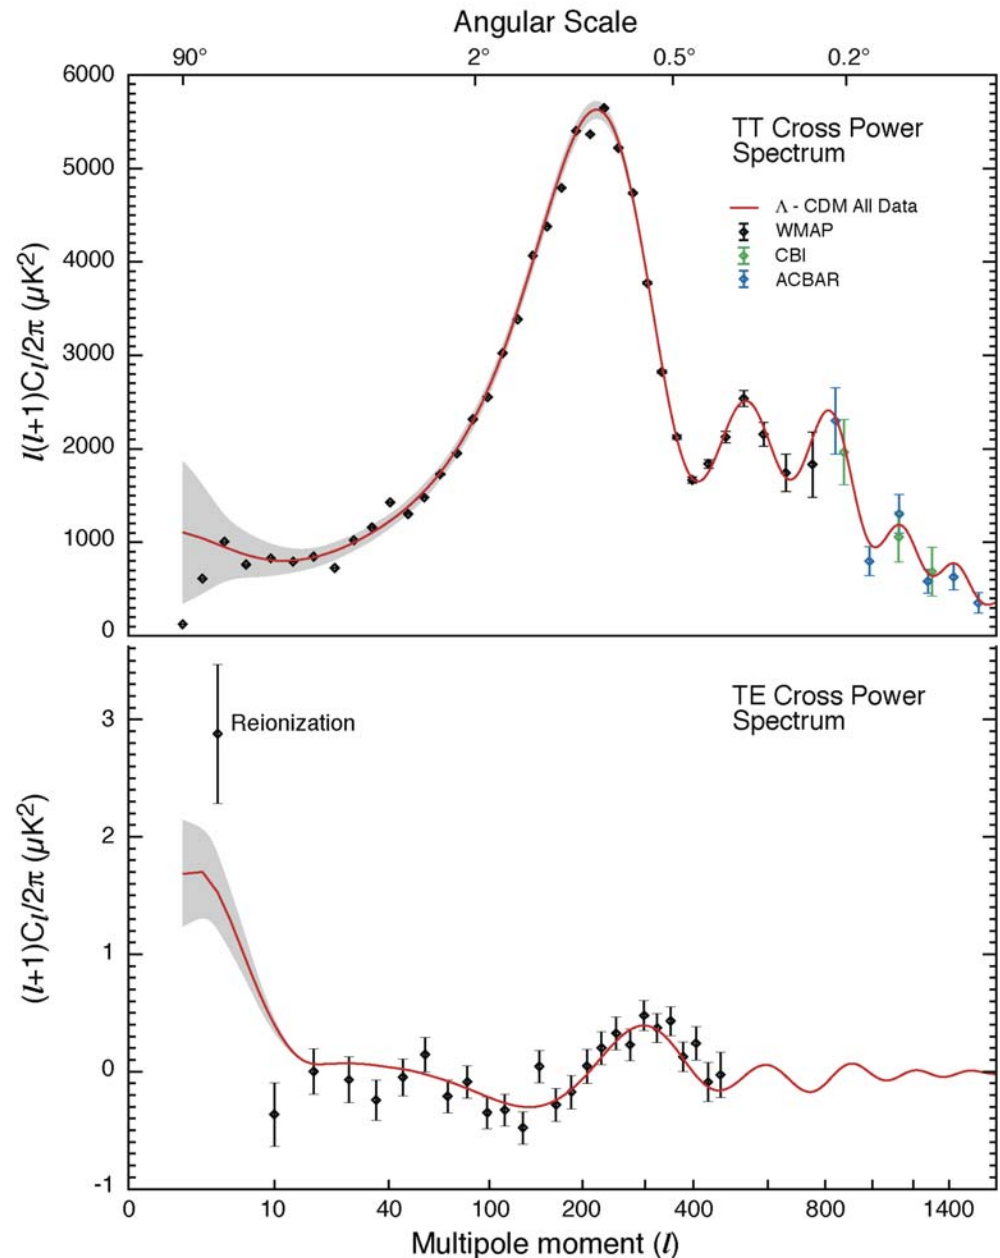 Angular Scale
90° 2° 0.5° 0.2°
6000
5000
4000
3000
2000
1000
0
l(l+1)Cl/2π (μK²)
TT Cross Power
Spectrum
Λ - CDM All Data
WMAP
CBI
ACBAR
3
2
1
0
-1
(l+1)Cl/2π (μK²)
Reionization
TE Cross Power
Spectrum
0 10 40 100 200 400 800 1400
Multipole moment (l)